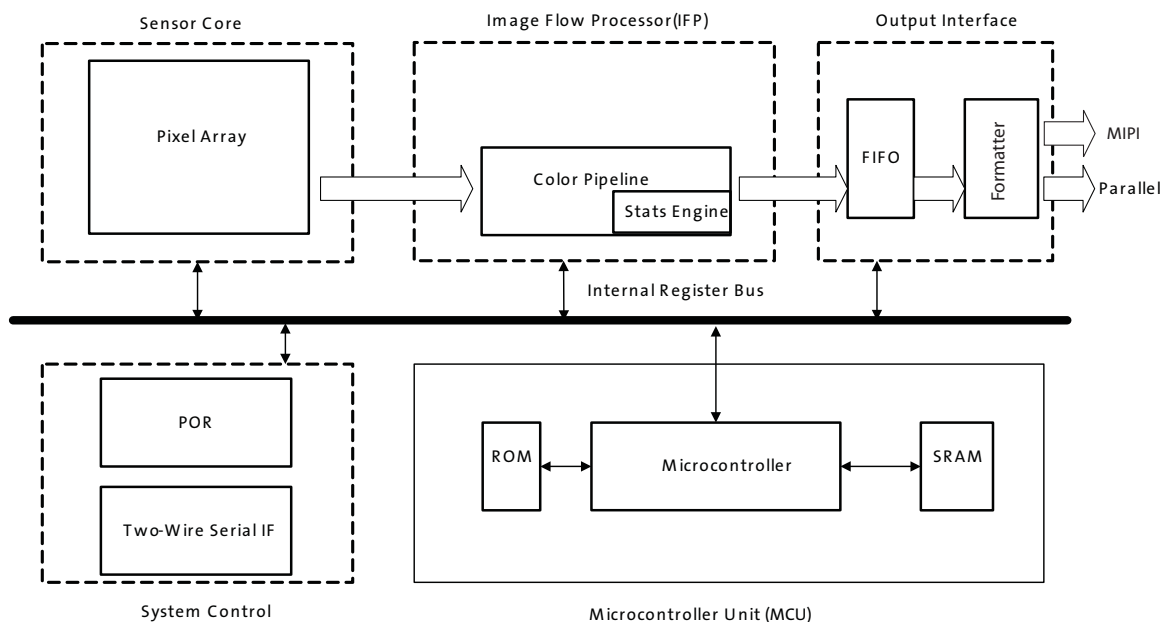 Sensor Core
Image Flow Processor(IFP)
Output Interface
Pixel Array
Color Pipeline
Stats Engine
FIFO
Formatter
MIPI
Parallel
Internal Register Bus
POR
Two-Wire Serial IF
ROM
Microcontroller
SRAM
System Control
Microcontroller Unit (MCU)